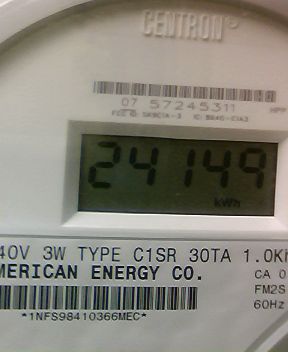 CENTRON®
07 57245311
24149
kWh
40V 3W TYPE C1SR 30TA 1.0Kh
MERICAN ENERGY CO.
CA 0
FM2S
60Hz
*1NFS98410366MEC*